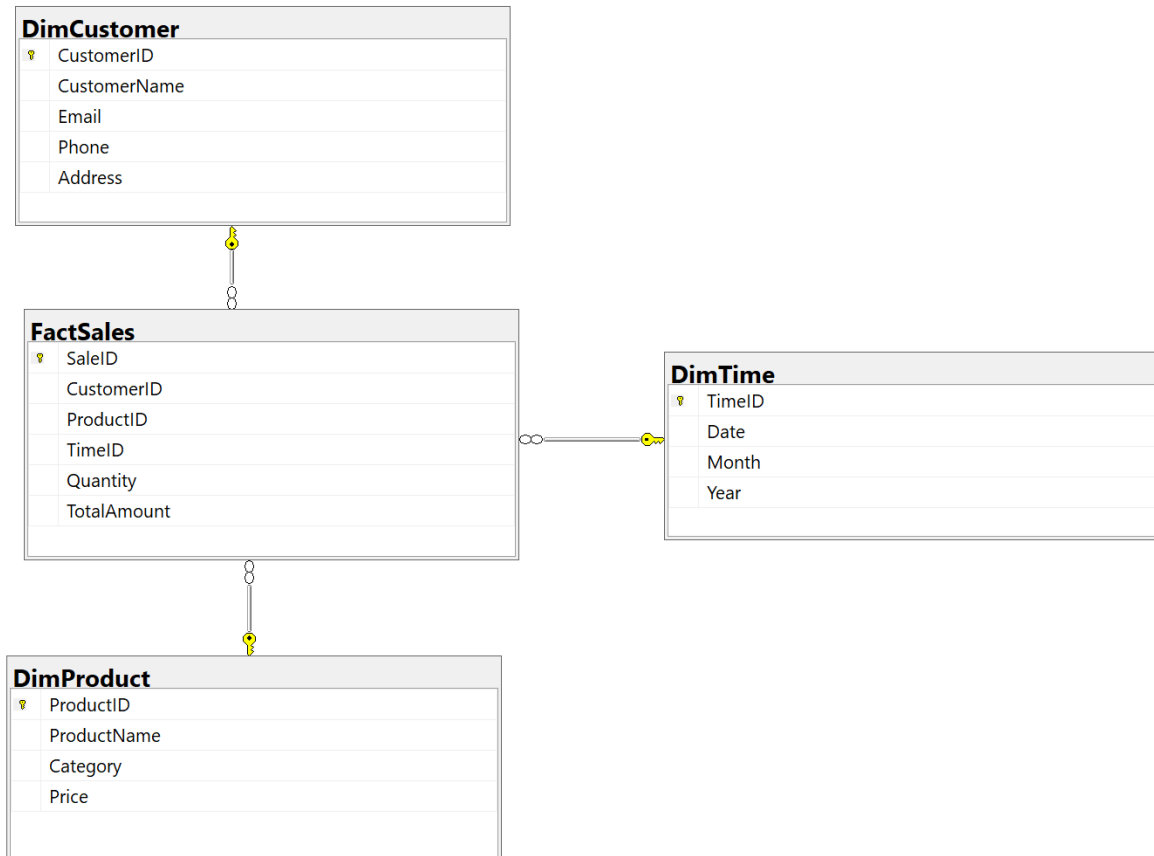 DimCustomer
CustomerID
CustomerName
Email
Phone
Address
FactSales
SaleID
CustomerID
ProductID
TimeID
Quantity
TotalAmount
DimTime
TimeID
Date
Month
Year
DimProduct
ProductID
ProductName
Category
Price